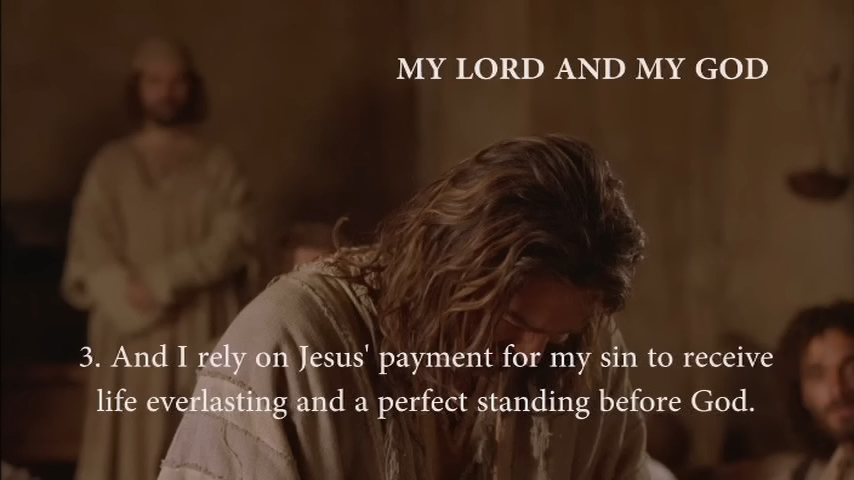 MY LORD AND MY GOD
3. And I rely on Jesus' payment for my sin to receive
life everlasting and a perfect standing before God.